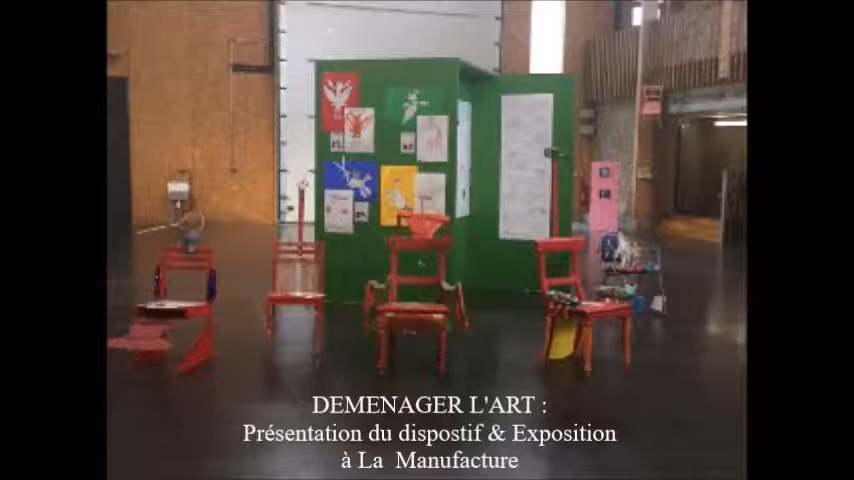 DEMENAGER L'ART :
Présentation du dispostif & Exposition
à La Manufacture